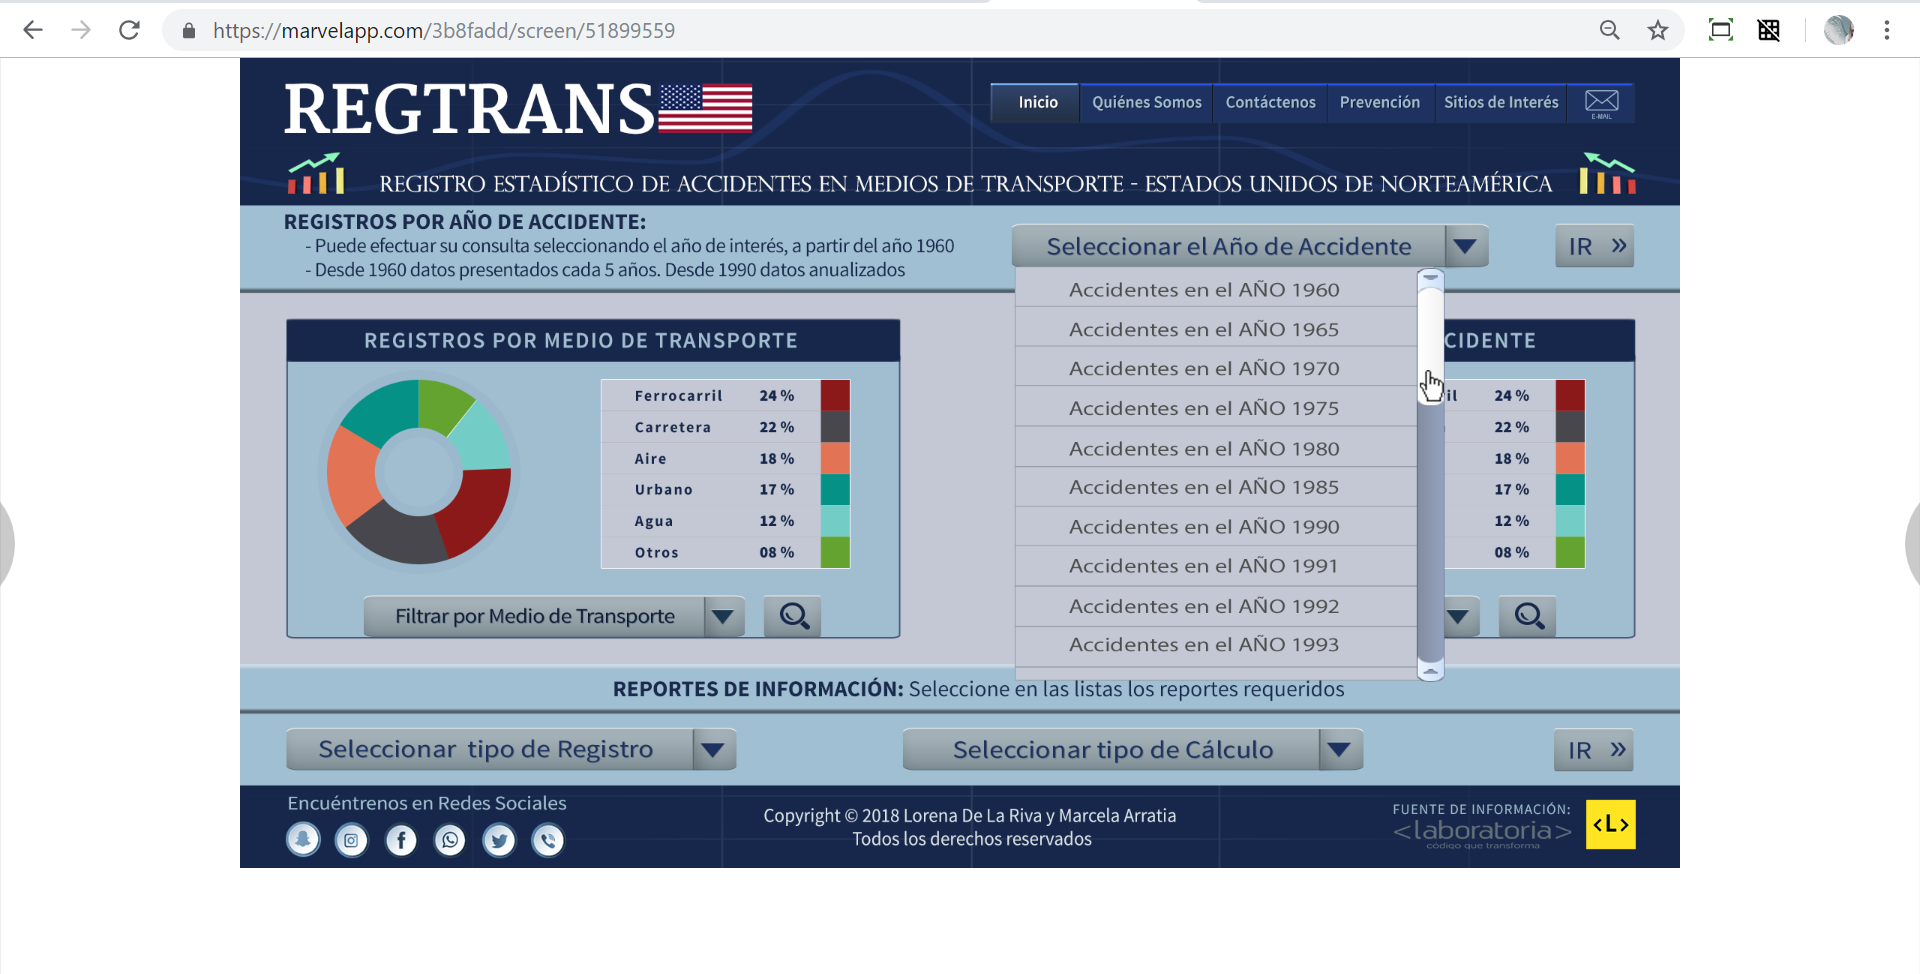 https://marvelapp.com/3b8fadd/screen/51899559
REGTRANS
Inicio
Quiénes Somos
Contáctenos
Prevención
Sitios de Interés
E-MAIL
REGISTRO ESTADÍSTICO DE ACCIDENTES EN MEDIOS DE TRANSPORTE - ESTADOS UNIDOS DE NORTEAMÉRICA
REGISTROS POR AÑO DE ACCIDENTE:
- Puede efectuar su consulta seleccionando el año de interés, a partir del año 1960
- Desde 1960 datos presentados cada 5 años. Desde 1990 datos anualizados
Seleccionar el Año de Accidente
IR »
Accidentes en el AÑO 1960
Accidentes en el AÑO 1965
Accidentes en el AÑO 1970
Accidentes en el AÑO 1975
Accidentes en el AÑO 1980
Accidentes en el AÑO 1985
Accidentes en el AÑO 1990
Accidentes en el AÑO 1991
Accidentes en el AÑO 1992
Accidentes en el AÑO 1993
REGISTROS POR MEDIO DE TRANSPORTE
Ferrocarril 24 %
Carretera 22 %
Aire 18 %
Urbano 17 %
Agua 12 %
Otros 08 %
Filtrar por Medio de Transporte
CIDENTE
il 24 %
22 %
18 %
17 %
12 %
08 %
REPORTES DE INFORMACIÓN: Seleccione en las listas los reportes requeridos
Seleccionar tipo de Registro
Seleccionar tipo de Cálculo
IR »
Encuéntrenos en Redes Sociales
Copyright © 2018 Lorena De La Riva y Marcela Arratia
Todos los derechos reservados
FUENTE DE INFORMACIÓN:
<laboratoria>
código que transforma
<L>